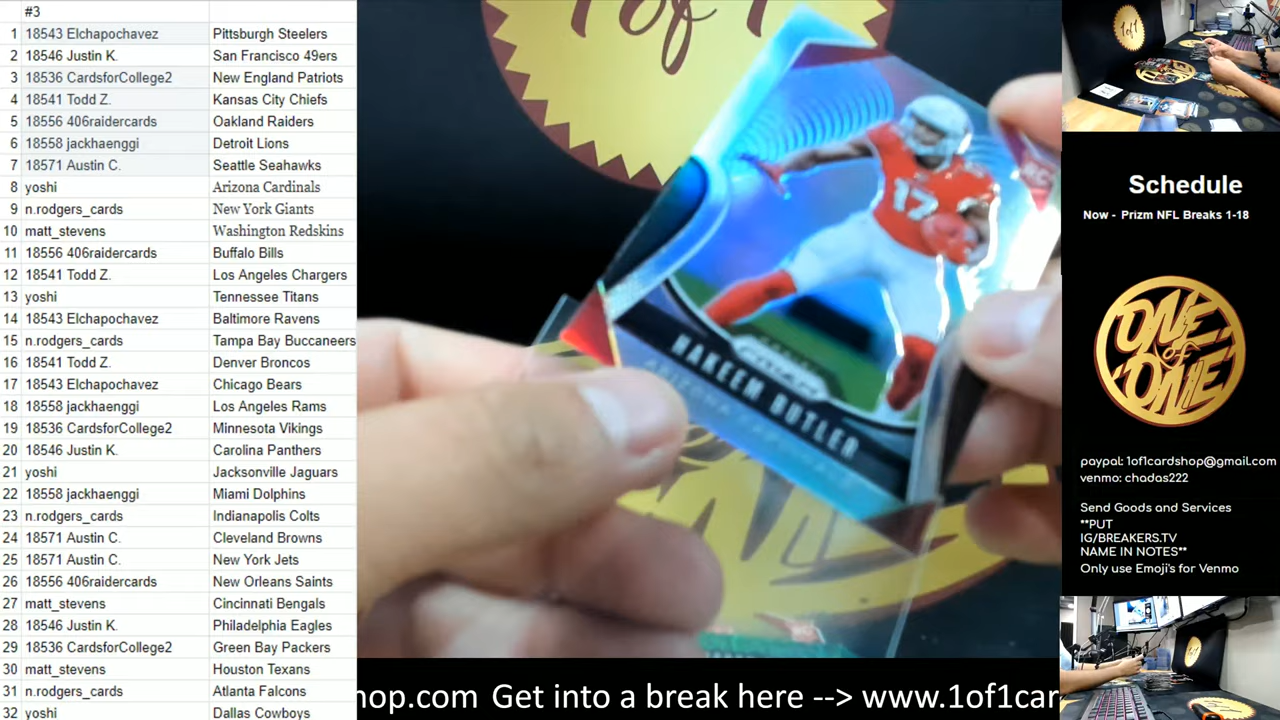 #3
1 18543 Elchapochavez Pittsburgh Steelers
2 18546 Justin K. San Francisco 49ers
3 18536 CardsforCollege2 New England Patriots
4 18541 Todd Z. Kansas City Chiefs
5 18556 406raidercards Oakland Raiders
6 18558 jackhaenggi Detroit Lions
7 18571 Austin C. Seattle Seahawks
8 yoshi Arizona Cardinals
9 n.rodgers_cards New York Giants
10 matt_stevens Washington Redskins
11 18556 406raidercards Buffalo Bills
12 18541 Todd Z. Los Angeles Chargers
13 yoshi Tennessee Titans
14 18543 Elchapochavez Baltimore Ravens
15 n.rodgers_cards Tampa Bay Buccaneers
16 18541 Todd Z. Denver Broncos
17 18543 Elchapochavez Chicago Bears
18 18558 jackhaenggi Los Angeles Rams
19 18536 CardsforCollege2 Minnesota Vikings
20 18546 Justin K. Carolina Panthers
21 yoshi Jacksonville Jaguars
22 18558 jackhaenggi Miami Dolphins
23 n.rodgers_cards Indianapolis Colts
24 18571 Austin C. Cleveland Browns
25 18571 Austin C. New York Jets
26 18556 406raidercards New Orleans Saints
27 matt_stevens Cincinnati Bengals
28 18546 Justin K. Philadelphia Eagles
29 18536 CardsforCollege2 Green Bay Packers
30 matt_stevens Houston Texans
31 n.rodgers_cards Atlanta Falcons
32 yoshi Dallas Cowboys
1 of 1
17
HAKEEM BUTLER
hop.com Get into a break here --> www.1of1car
1of1
Schedule
Now - Prizm NFL Breaks 1-18
ONE
of
ONE
paypal: 1of1cardshop@gmail.com
venmo: chadas222
Send Goods and Services
**PUT
IG/BREAKERS.TV
NAME IN NOTES**
Only use Emoji's for Venmo